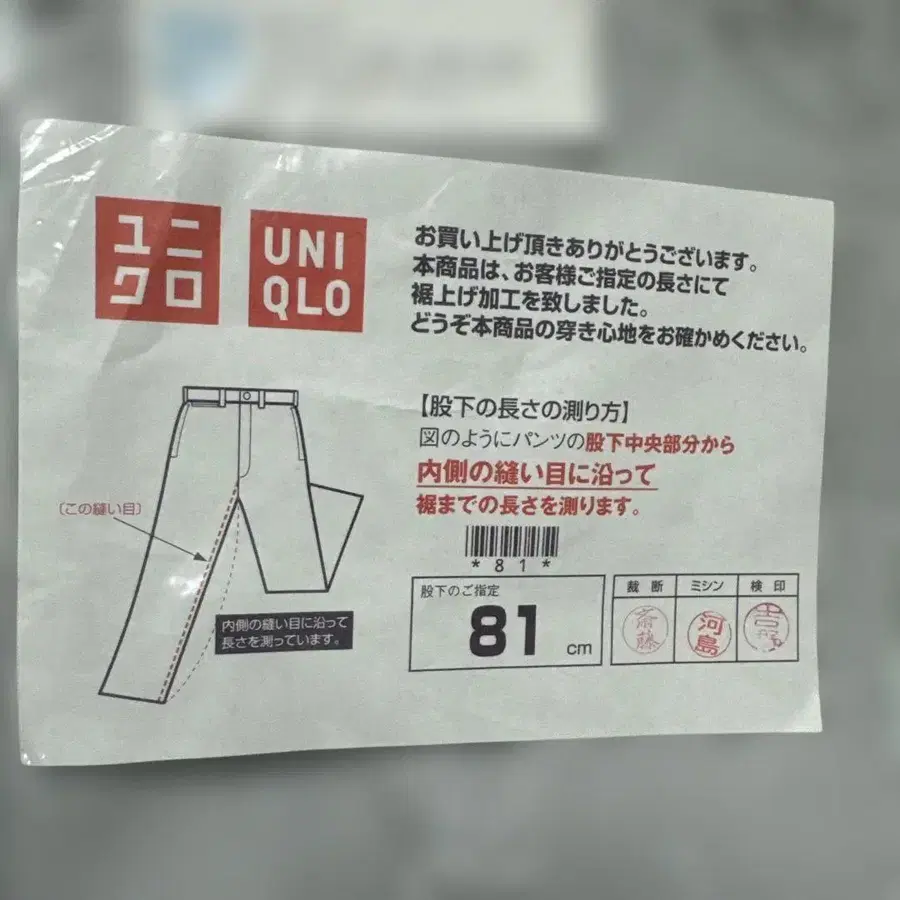 ユニ
クロ
UNI
QLO
お買い上げ頂きありがとうございます。
本商品は、お客様ご指定の長さにて
裾上げ加工を致しました。
どうぞ本商品の穿き心地をお確かめください。
【股下の長さの測り方】
図のようにパンツの股下中央部分から
内側の縫い目に沿って
裾までの長さを測ります。
〔この縫い目〕
内側の縫い目に沿って
長さを測っています。
*81*
股下のご指定
81 cm
裁断 ミシン 検印
斎藤 河島